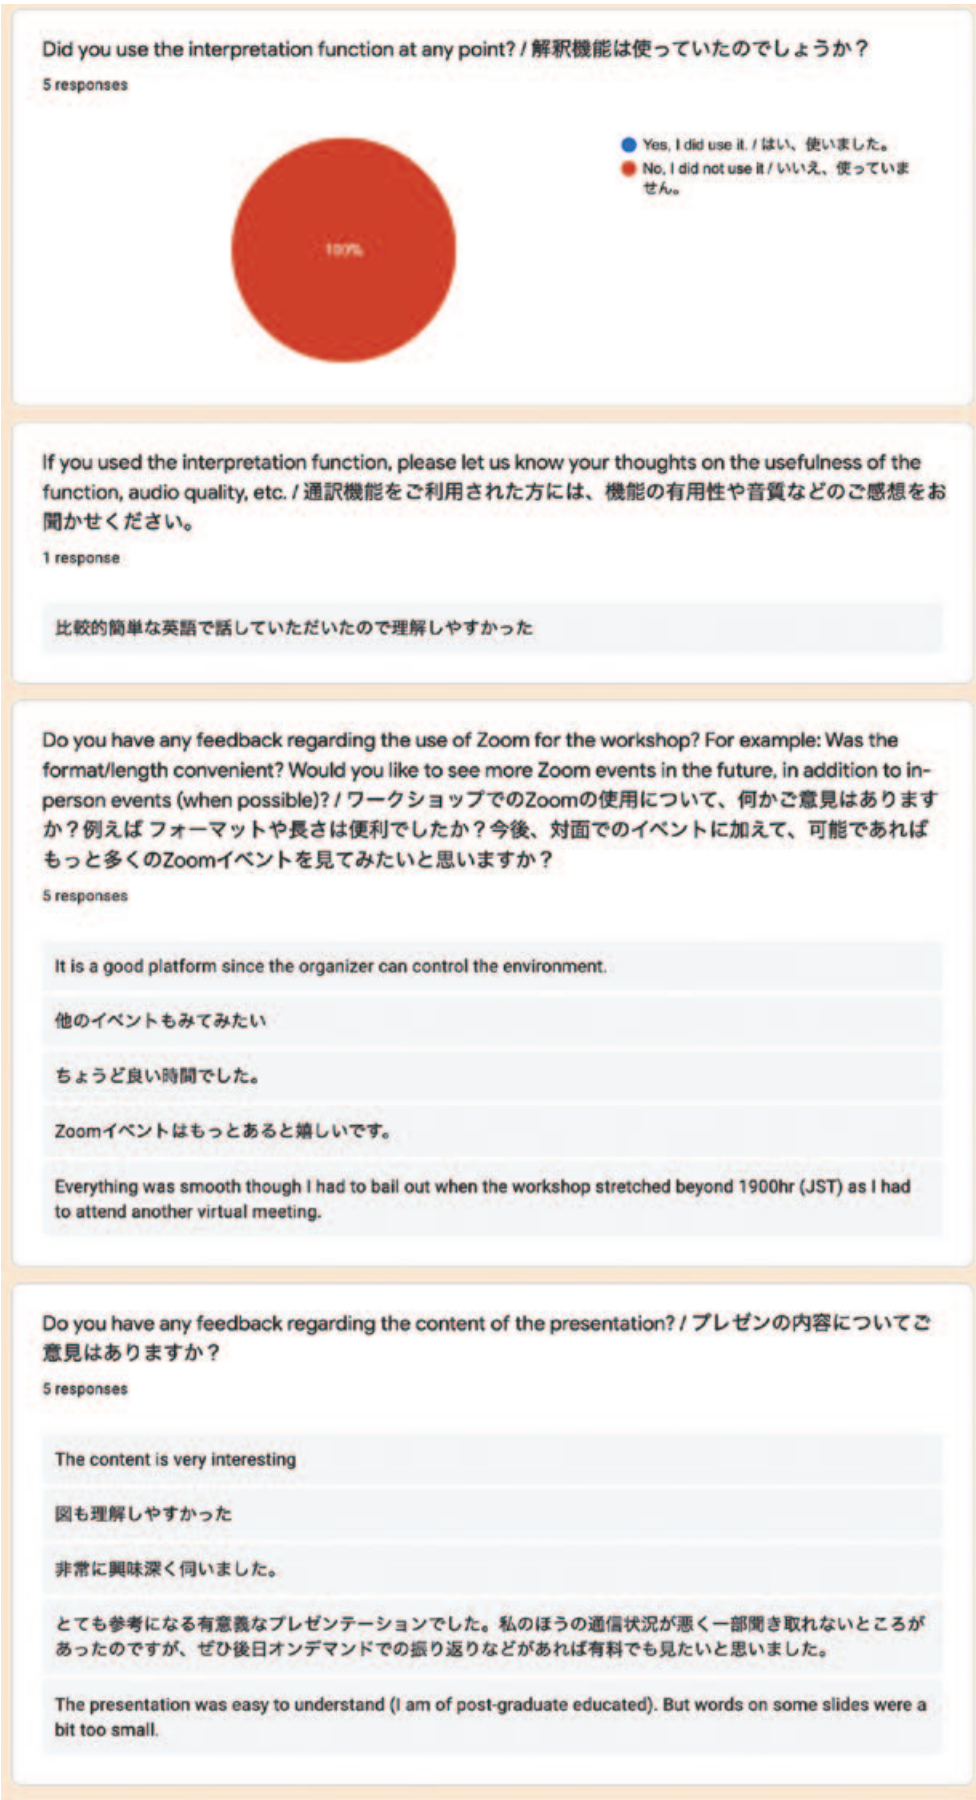 Did you use the interpretation function at any point? / 解釈機能は使っていたのでしょうか？
5 responses
Yes, I did use it. / はい、使いました。
No, I did not use it / いいえ、使っていま
せん。
100%
If you used the interpretation function, please let us know your thoughts on the usefulness of the
function, audio quality, etc. / 通訳機能をご利用された方には、機能の有用性や音質などのご感想をお
聞かせください。
1 response
比較的簡単な英語で話していただいたので理解しやすかった
Do you have any feedback regarding the use of Zoom for the workshop? For example: Was the
format/length convenient? Would you like to see more Zoom events in the future, in addition to in-
person events (when possible)? / ワークショップでのZoomの使用について、何かご意見はあります
か？例えば フォーマットや長さは便利でしたか？今後、対面でのイベントに加えて、可能であれば
もっと多くのZoomイベントを見てみたいと思いますか？
5 responses
It is a good platform since the organizer can control the environment.
他のイベントもみてみたい
ちょうど良い時間でした。
Zoomイベントはもっとあると嬉しいです。
Everything was smooth though I had to bail out when the workshop stretched beyond 1900hr (JST) as I had
to attend another virtual meeting.
Do you have any feedback regarding the content of the presentation? / プレゼンの内容についてご
意見はありますか？
5 responses
The content is very interesting
図も理解しやすかった
非常に興味深く伺いました。
とても参考になる有意義なプレゼンテーションでした。私のほうの通信状況が悪く一部聞き取れないところが
あったのですが、ぜひ後日オンデマンドでの振り返りなどがあれば有料でも見たいと思いました。
The presentation was easy to understand (I am of post-graduate educated). But words on some slides were a
bit too small.